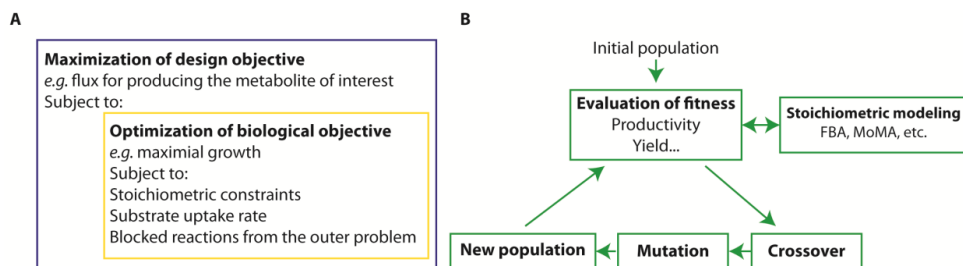 A
Maximization of design objective
e.g. flux for producing the metabolite of interest
Subject to:
Optimization of biological objective
e.g. maximial growth
Subject to:
Stoichiometric constraints
Substrate uptake rate
Blocked reactions from the outer problem
B
Initial population
Evaluation of fitness
Productivity
Yield...
Stoichiometric modeling
FBA, MoMA, etc.
New population
Mutation
Crossover